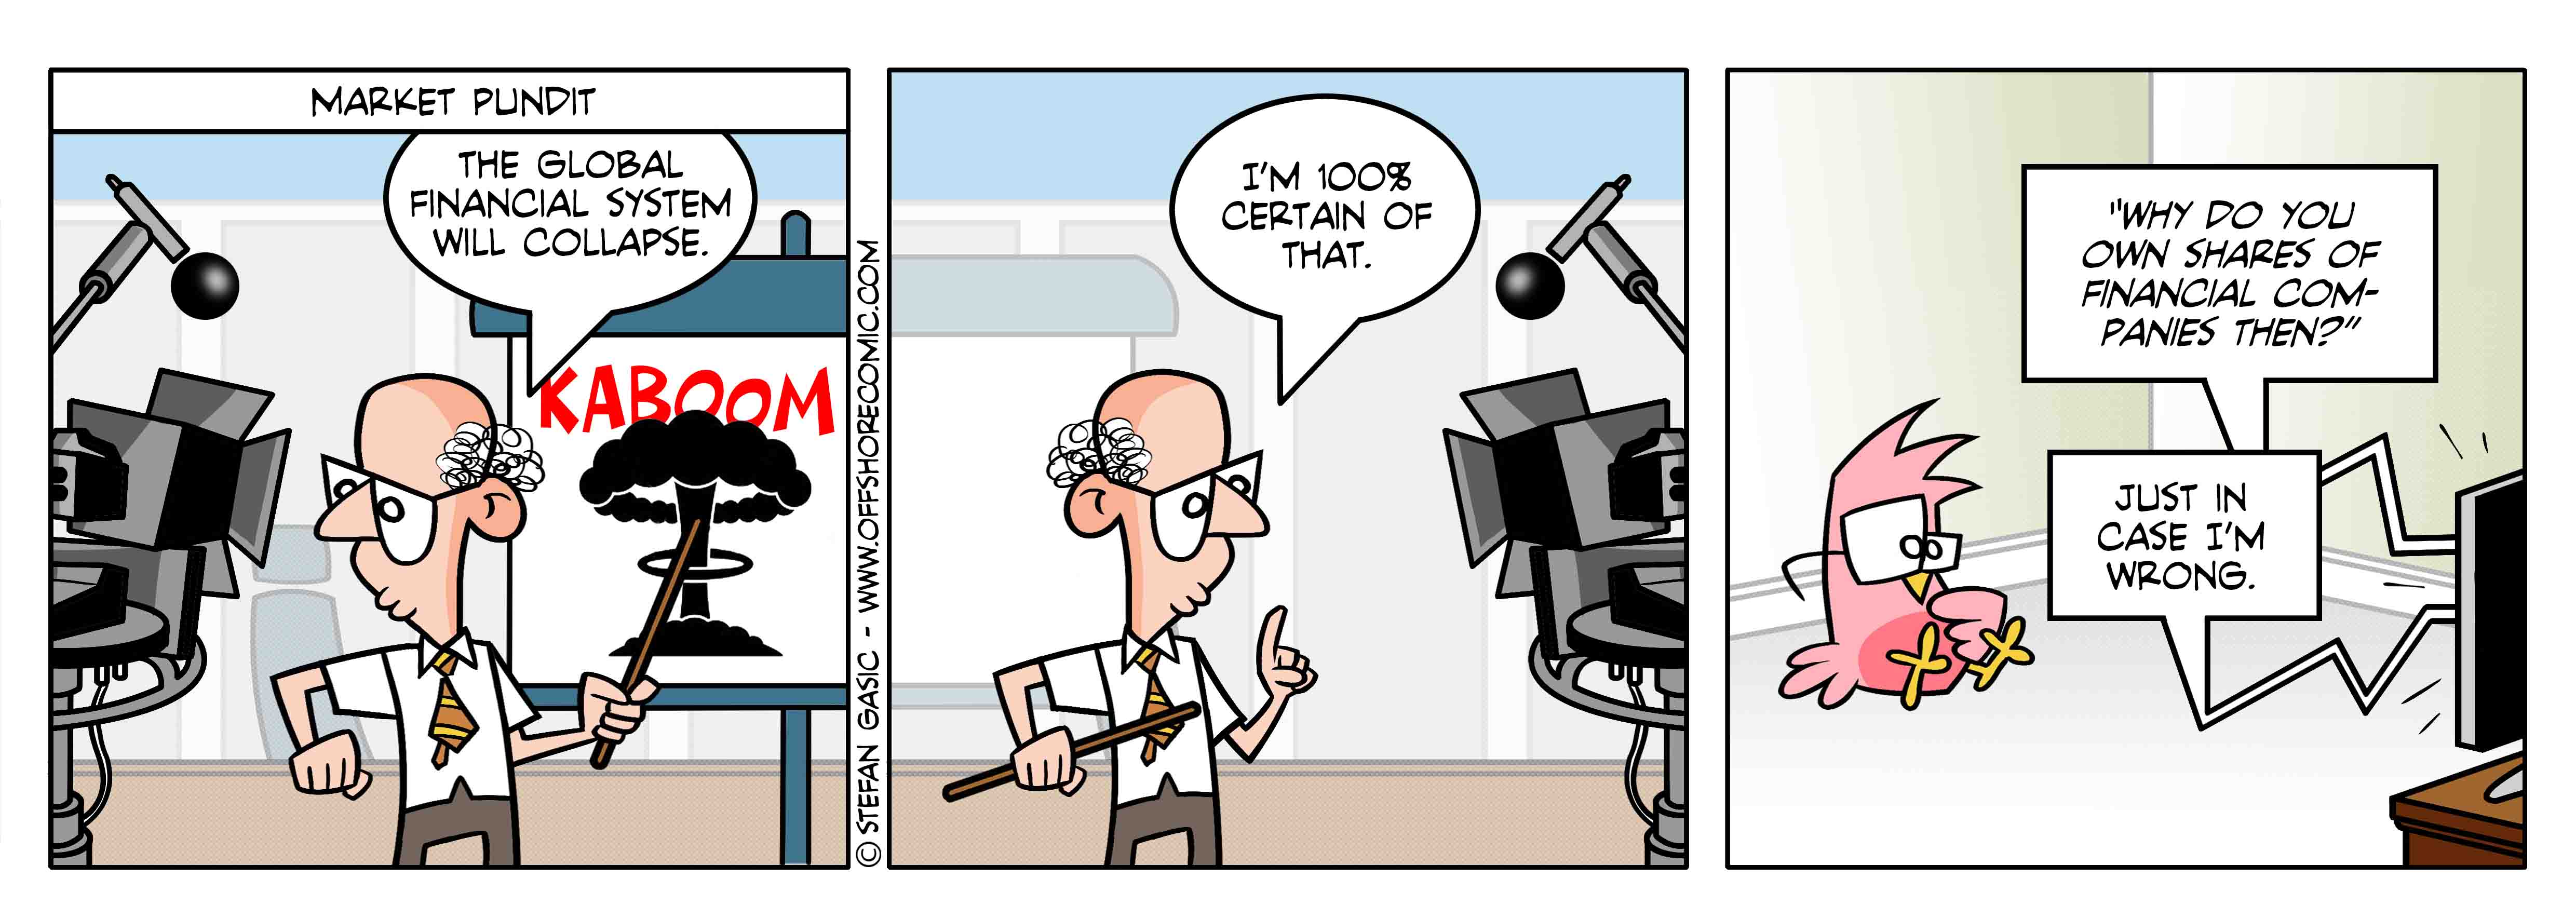 MARKET PUNDIT
THE GLOBAL
FINANCIAL SYSTEM
WILL COLLAPSE.
KABOOM
© STEFAN GASIC - WWW.OFFSHORECOMIC.COM
I'M 100%
CERTAIN OF
THAT.
"WHY DO YOU
OWN SHARES OF
FINANCIAL COM-
PANIES THEN?"
JUST IN
CASE I'M
WRONG.